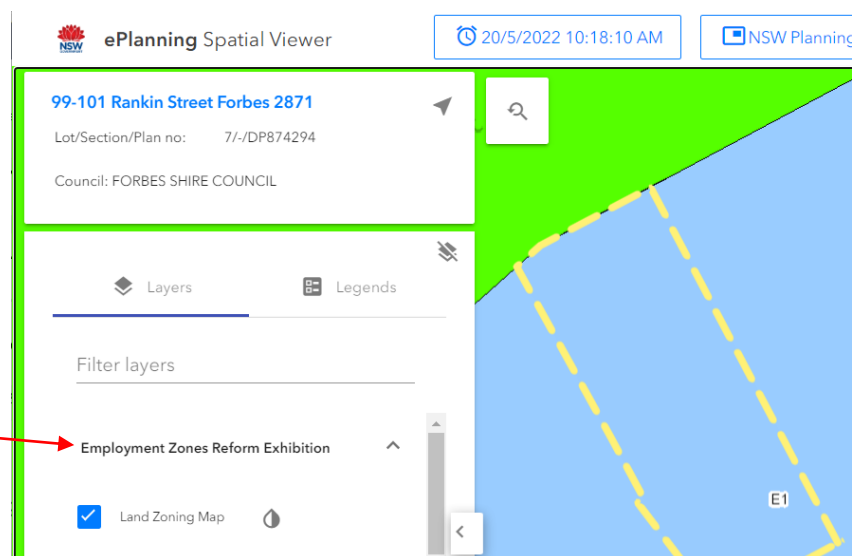 NSW
ePlanning Spatial Viewer
20/5/2022 10:18:10 AM
NSW Planning
99-101 Rankin Street Forbes 2871
Lot/Section/Plan no: 7/-/DP874294
Council: FORBES SHIRE COUNCIL
Layers
Legends
Filter layers
Employment Zones Reform Exhibition
Land Zoning Map
E1